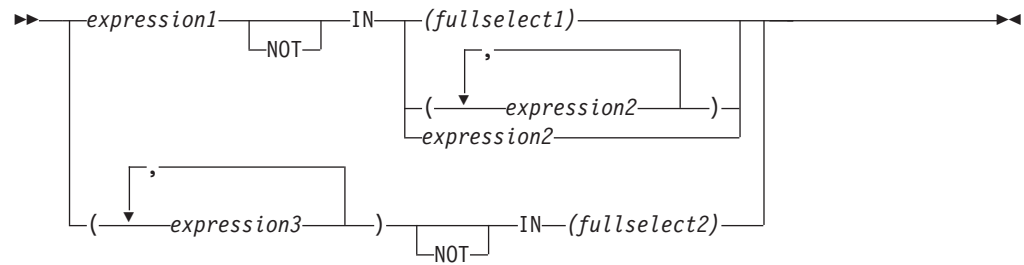 expression1 IN (fullselect1)
NOT
,
( expression2 )
expression2
,
( expression3 ) IN (fullselect2)
NOT